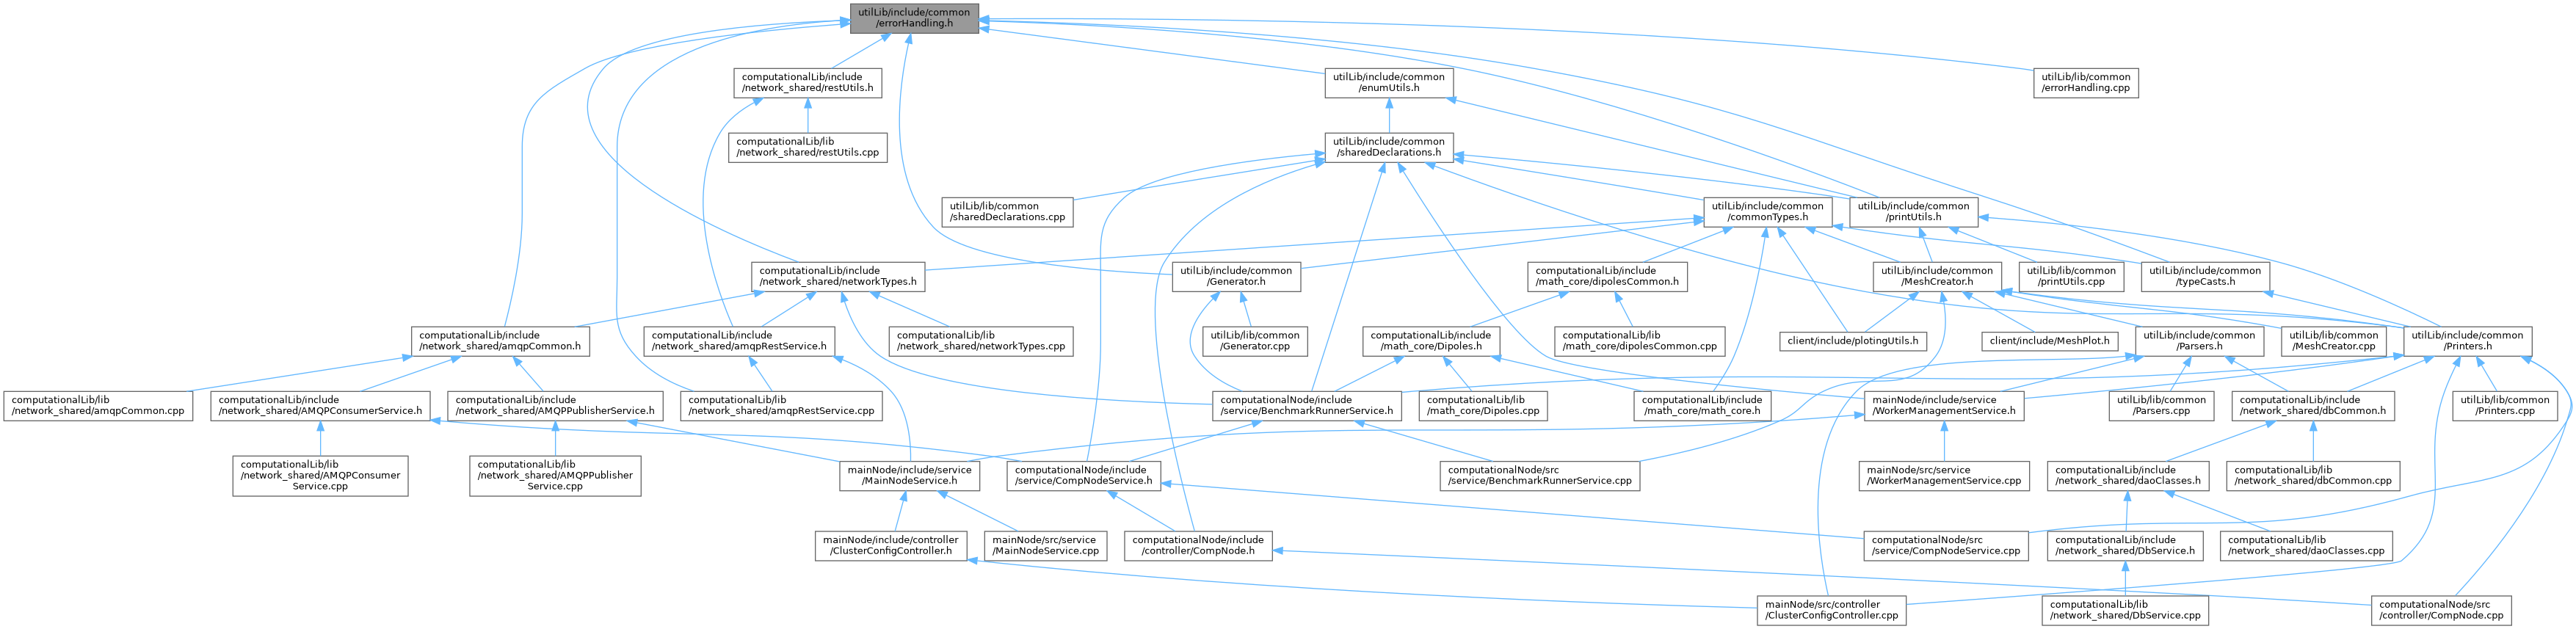 utilLib/include/common
/errorHandling.h
computationalLib/include
/network_shared/restUtils.h
utilLib/include/common
/enumUtils.h
utilLib/lib/common
/errorHandling.cpp
computationalLib/lib
/network_shared/restUtils.cpp
utilLib/include/common
/sharedDeclarations.h
utilLib/lib/common
/sharedDeclarations.cpp
utilLib/include/common
/commonTypes.h
utilLib/include/common
/printUtils.h
computationalLib/include
/network_shared/networkTypes.h
utilLib/include/common
/Generator.h
computationalLib/include
/math_core/dipolesCommon.h
utilLib/include/common
/MeshCreator.h
utilLib/lib/common
/printUtils.cpp
utilLib/include/common
/typeCasts.h
computationalLib/include
/network_shared/amqpCommon.h
computationalLib/include
/network_shared/amqpRestService.h
computationalLib/lib
/network_shared/networkTypes.cpp
utilLib/lib/common
/Generator.cpp
computationalLib/include
/math_core/Dipoles.h
computationalLib/lib
/math_core/dipolesCommon.cpp
client/include/plotingUtils.h
client/include/MeshPlot.h
utilLib/include/common
/Parsers.h
utilLib/lib/common
/MeshCreator.cpp
utilLib/include/common
/Printers.h
computationalLib/lib
/network_shared/amqpCommon.cpp
computationalLib/include
/network_shared/AMQPConsumerService.h
computationalLib/include
/network_shared/AMQPPublisherService.h
computationalLib/lib
/network_shared/amqpRestService.cpp
computationalNode/include
/service/BenchmarkRunnerService.h
computationalLib/lib
/math_core/Dipoles.cpp
computationalLib/include
/math_core/math_core.h
mainNode/include/service
/WorkerManagementService.h
utilLib/lib/common
/Parsers.cpp
computationalLib/include
/network_shared/dbCommon.h
utilLib/lib/common
/Printers.cpp
computationalLib/lib
/network_shared/AMQPConsumer
Service.cpp
computationalLib/lib
/network_shared/AMQPPublisher
Service.cpp
mainNode/include/service
/MainNodeService.h
computationalNode/include
/service/CompNodeService.h
computationalNode/src
/service/BenchmarkRunnerService.cpp
mainNode/src/service
/WorkerManagementService.cpp
computationalLib/include
/network_shared/daoClasses.h
computationalLib/lib
/network_shared/dbCommon.cpp
mainNode/include/controller
/ClusterConfigController.h
mainNode/src/service
/MainNodeService.cpp
computationalNode/include
/controller/CompNode.h
computationalNode/src
/service/CompNodeService.cpp
computationalLib/include
/network_shared/DbService.h
computationalLib/lib
/network_shared/daoClasses.cpp
mainNode/src/controller
/ClusterConfigController.cpp
computationalLib/lib
/network_shared/DbService.cpp
computationalNode/src
/controller/CompNode.cpp